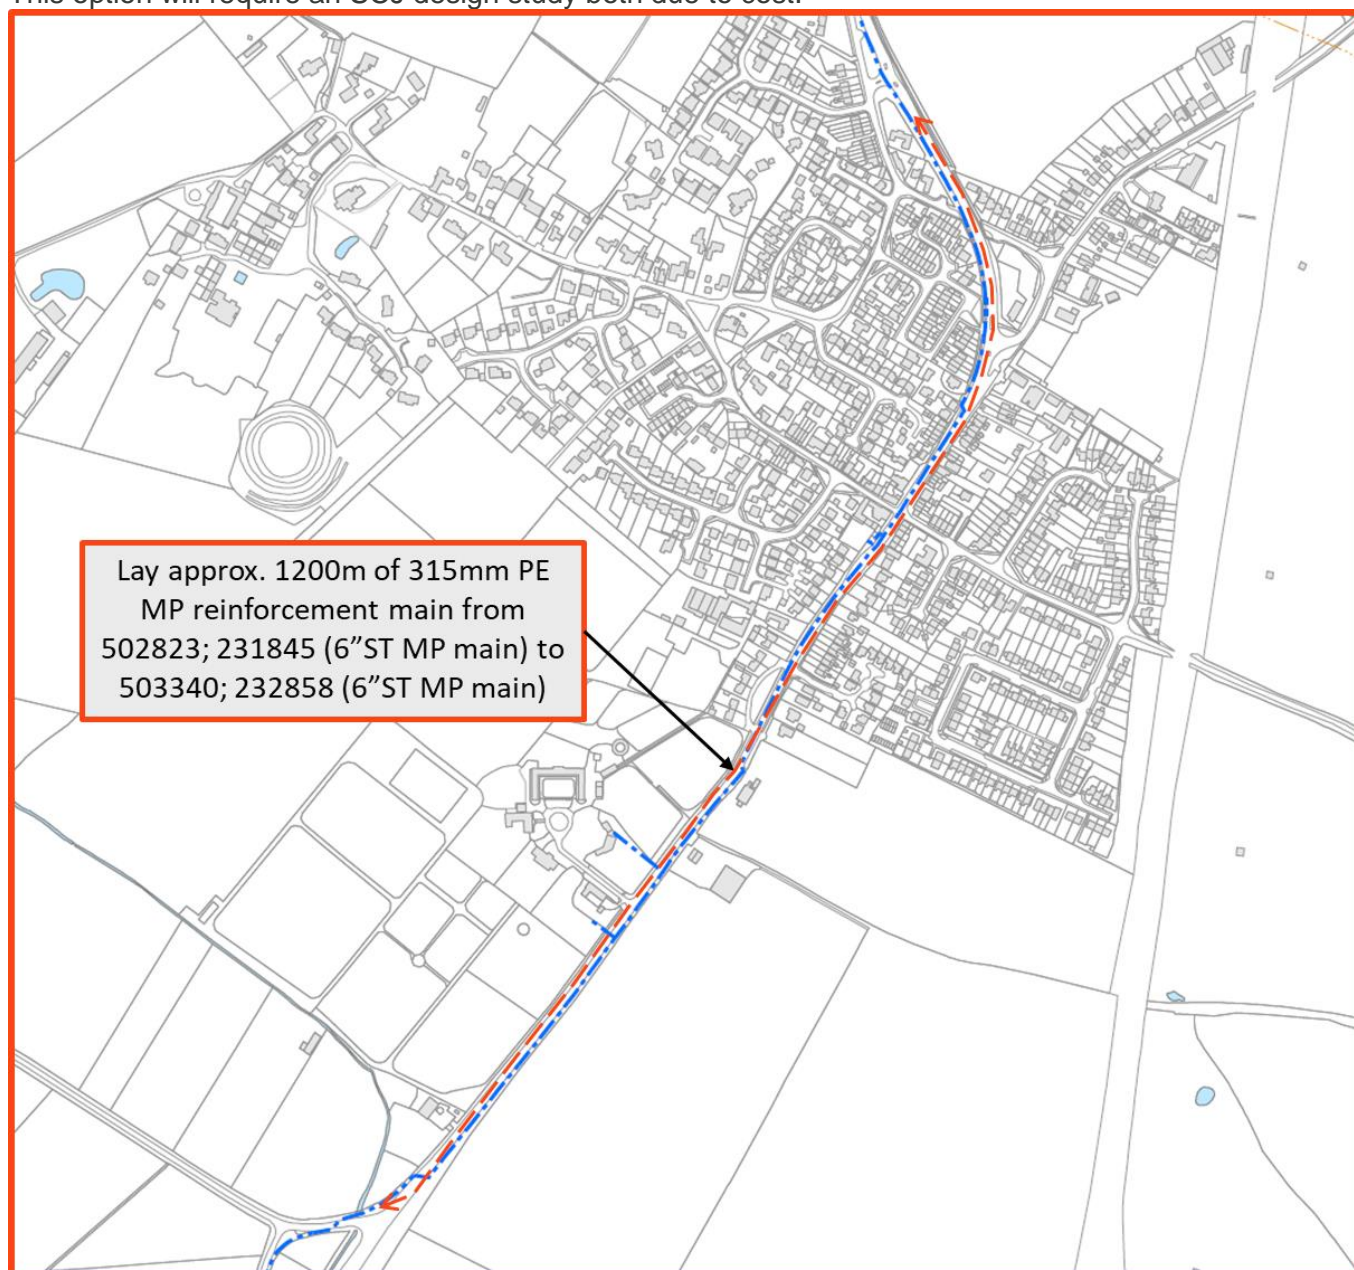 This option will require an CSJ design study both due to cost.
Lay approx. 1200m of 315mm PE
MP reinforcement main from
502823; 231845 (6”ST MP main) to
503340; 232858 (6”ST MP main)